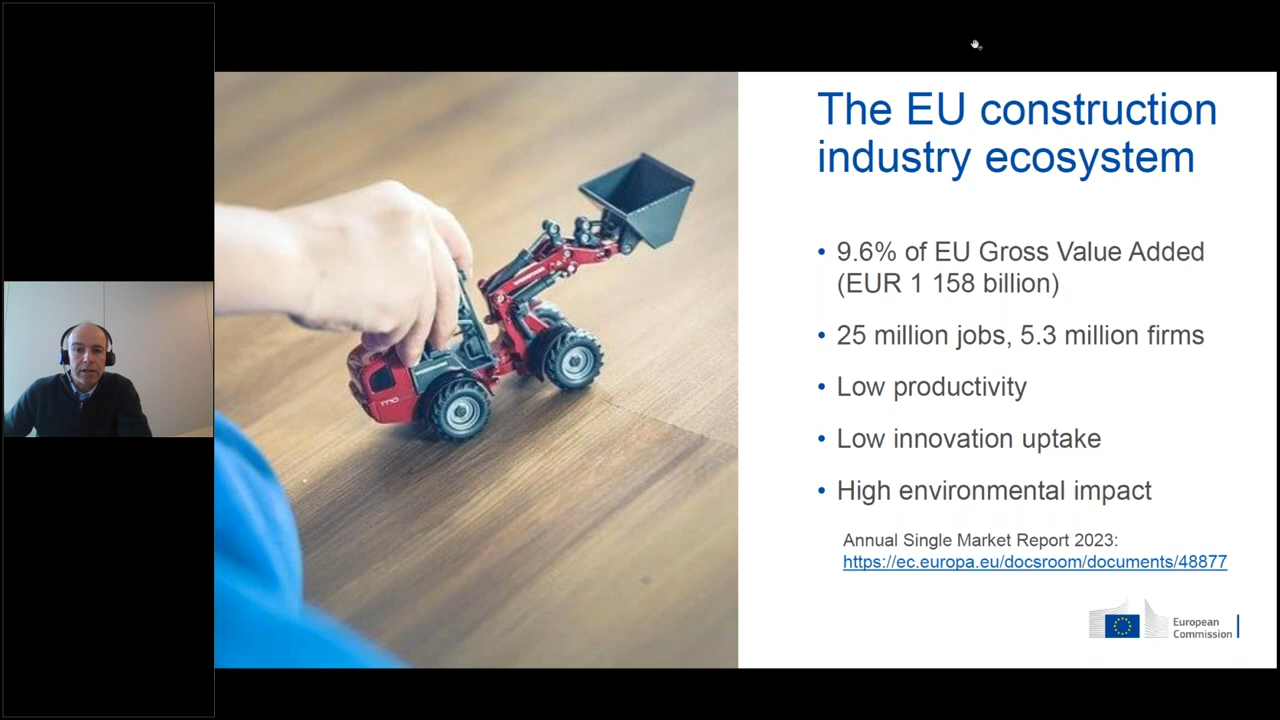 The EU construction
industry ecosystem
• 9.6% of EU Gross Value Added
(EUR 1 158 billion)
• 25 million jobs, 5.3 million firms
• Low productivity
• Low innovation uptake
• High environmental impact
Annual Single Market Report 2023:
https://ec.europa.eu/docsroom/documents/48877
European
Commission